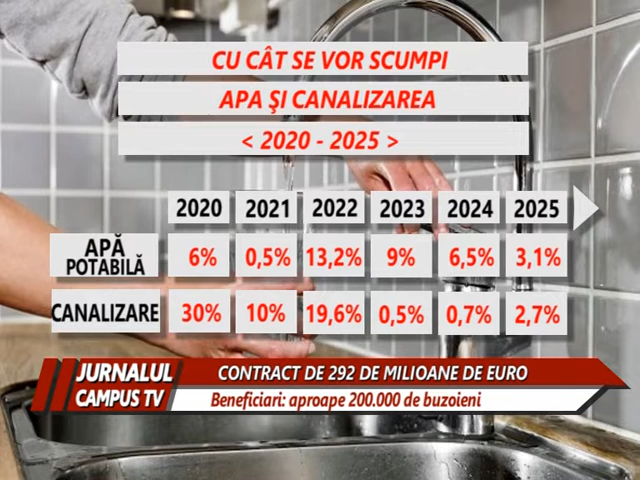 CU CÂT SE VOR SCUMPI
APA ŞI CANALIZAREA
< 2020 - 2025 >
2020 2021 2022 2023 2024 2025
APĂ
POTABILĂ
6% 0,5% 13,2% 9% 6,5% 3,1%
CANALIZARE 30% 10% 19,6% 0,5% 0,7% 2,7%
JURNALUL
CAMPUS TV
CONTRACT DE 292 DE MILIOANE DE EURO
Beneficiari: aproape 200.000 de buzoieni